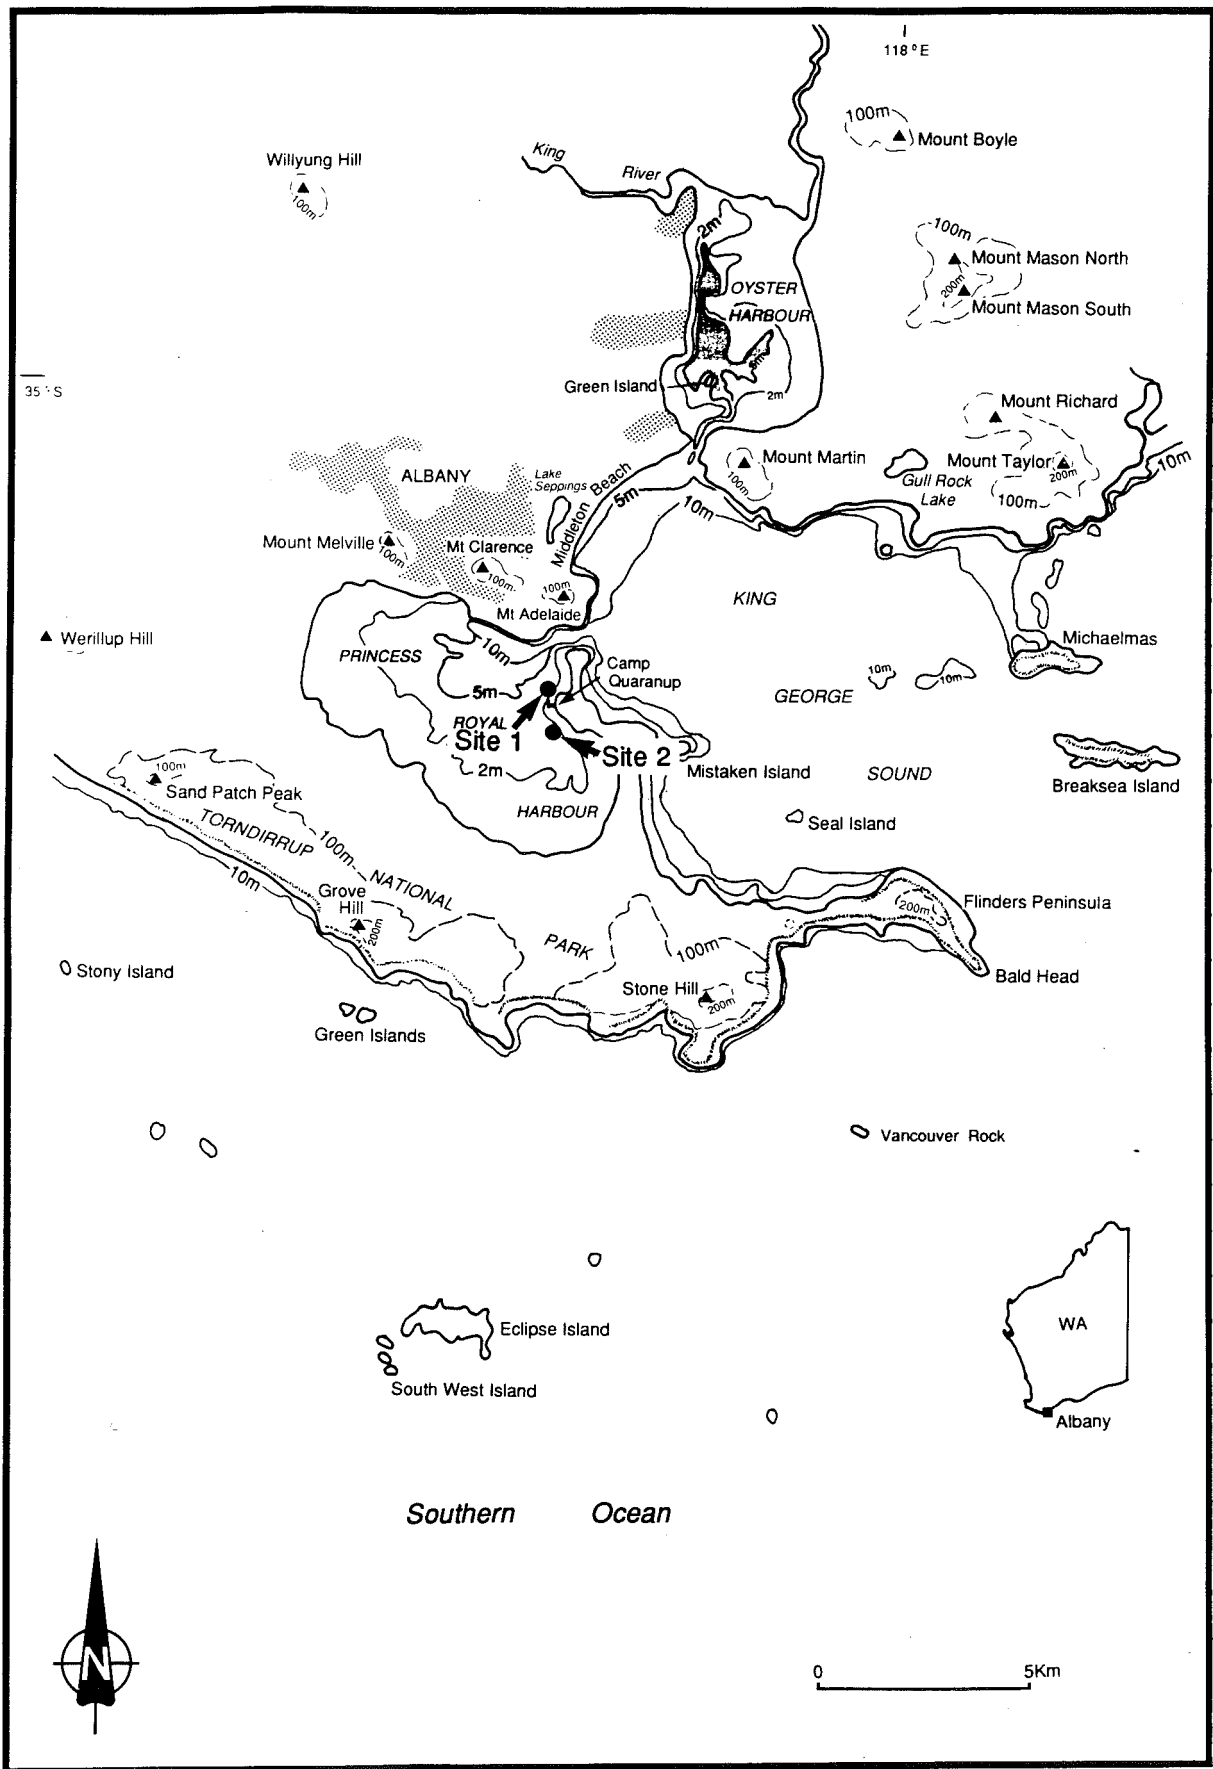 118°E
100m
Mount Boyle
King
River
Willyung Hill
100m
2m
100m
Mount Mason North
200m
Mount Mason South
OYSTER
HARBOUR
5m
35°S
Green Island
2m
Mount Richard
Mount Martin
100m
Gull Rock
Lake
Mount Taylor
200m
100m
10m
ALBANY
Lake
Seppings
Middleton Beach
5m
10m
Mount Melville
100m
Mt Clarence
100m
100m
Mt Adelaide
KING
Werillup Hill
PRINCESS
10m
Camp
Quaranup
Michaelmas
10m
10m
5m
GEORGE
ROYAL
Site 1
Site 2
2m
Mistaken Island
SOUND
Breaksea Island
100m
Sand Patch Peak
HARBOUR
Seal Island
TORNDIRRUP
100m
10m
NATIONAL
Grove
Hill
200m
200m
Flinders Peninsula
PARK
100m
Stony Island
Stone Hill
200m
Bald Head
Green Islands
Vancouver Rock
Eclipse Island
WA
South West Island
Albany
Southern Ocean
N
0 5Km